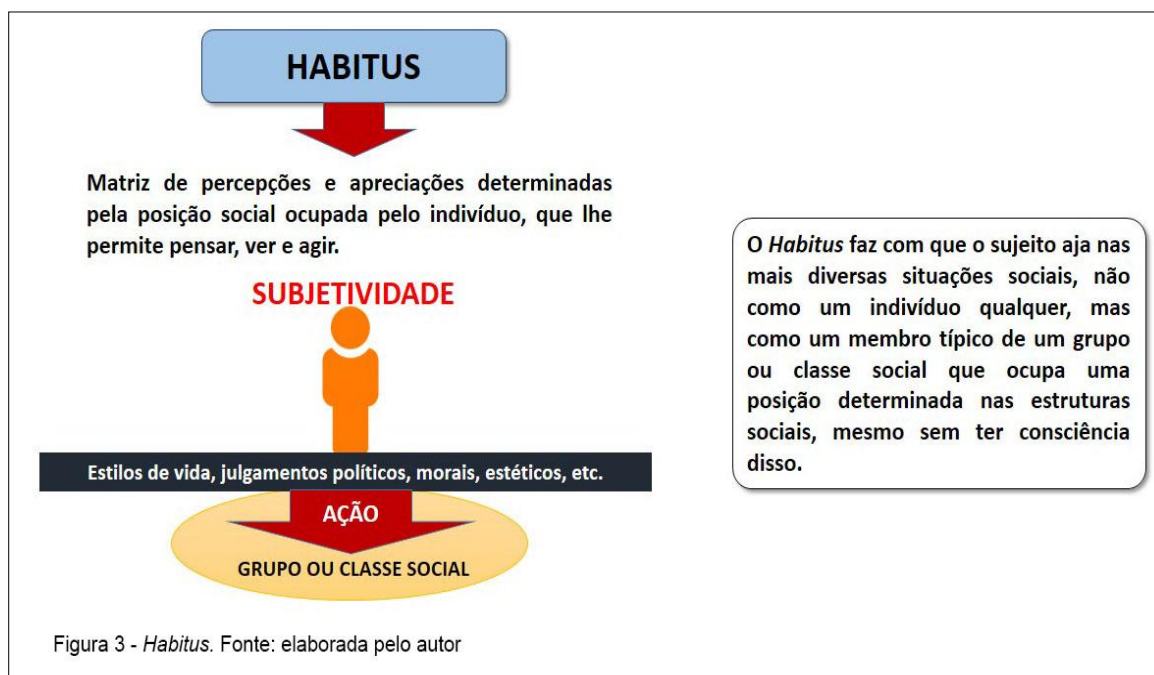 HABITUS
Matriz de percepções e apreciações determinadas
pela posição social ocupada pelo indivíduo, que lhe
permite pensar, ver e agir.
SUBJETIVIDADE
Estilos de vida, julgamentos políticos, morais, estéticos, etc.
AÇÃO
GRUPO OU CLASSE SOCIAL
O Habitus faz com que o sujeito aja nas
mais diversas situações sociais, não
como um indivíduo qualquer, mas
como um membro típico de um grupo
ou classe social que ocupa uma
posição determinada nas estruturas
sociais, mesmo sem ter consciência
disso.
Figura 3 - Habitus. Fonte: elaborada pelo autor